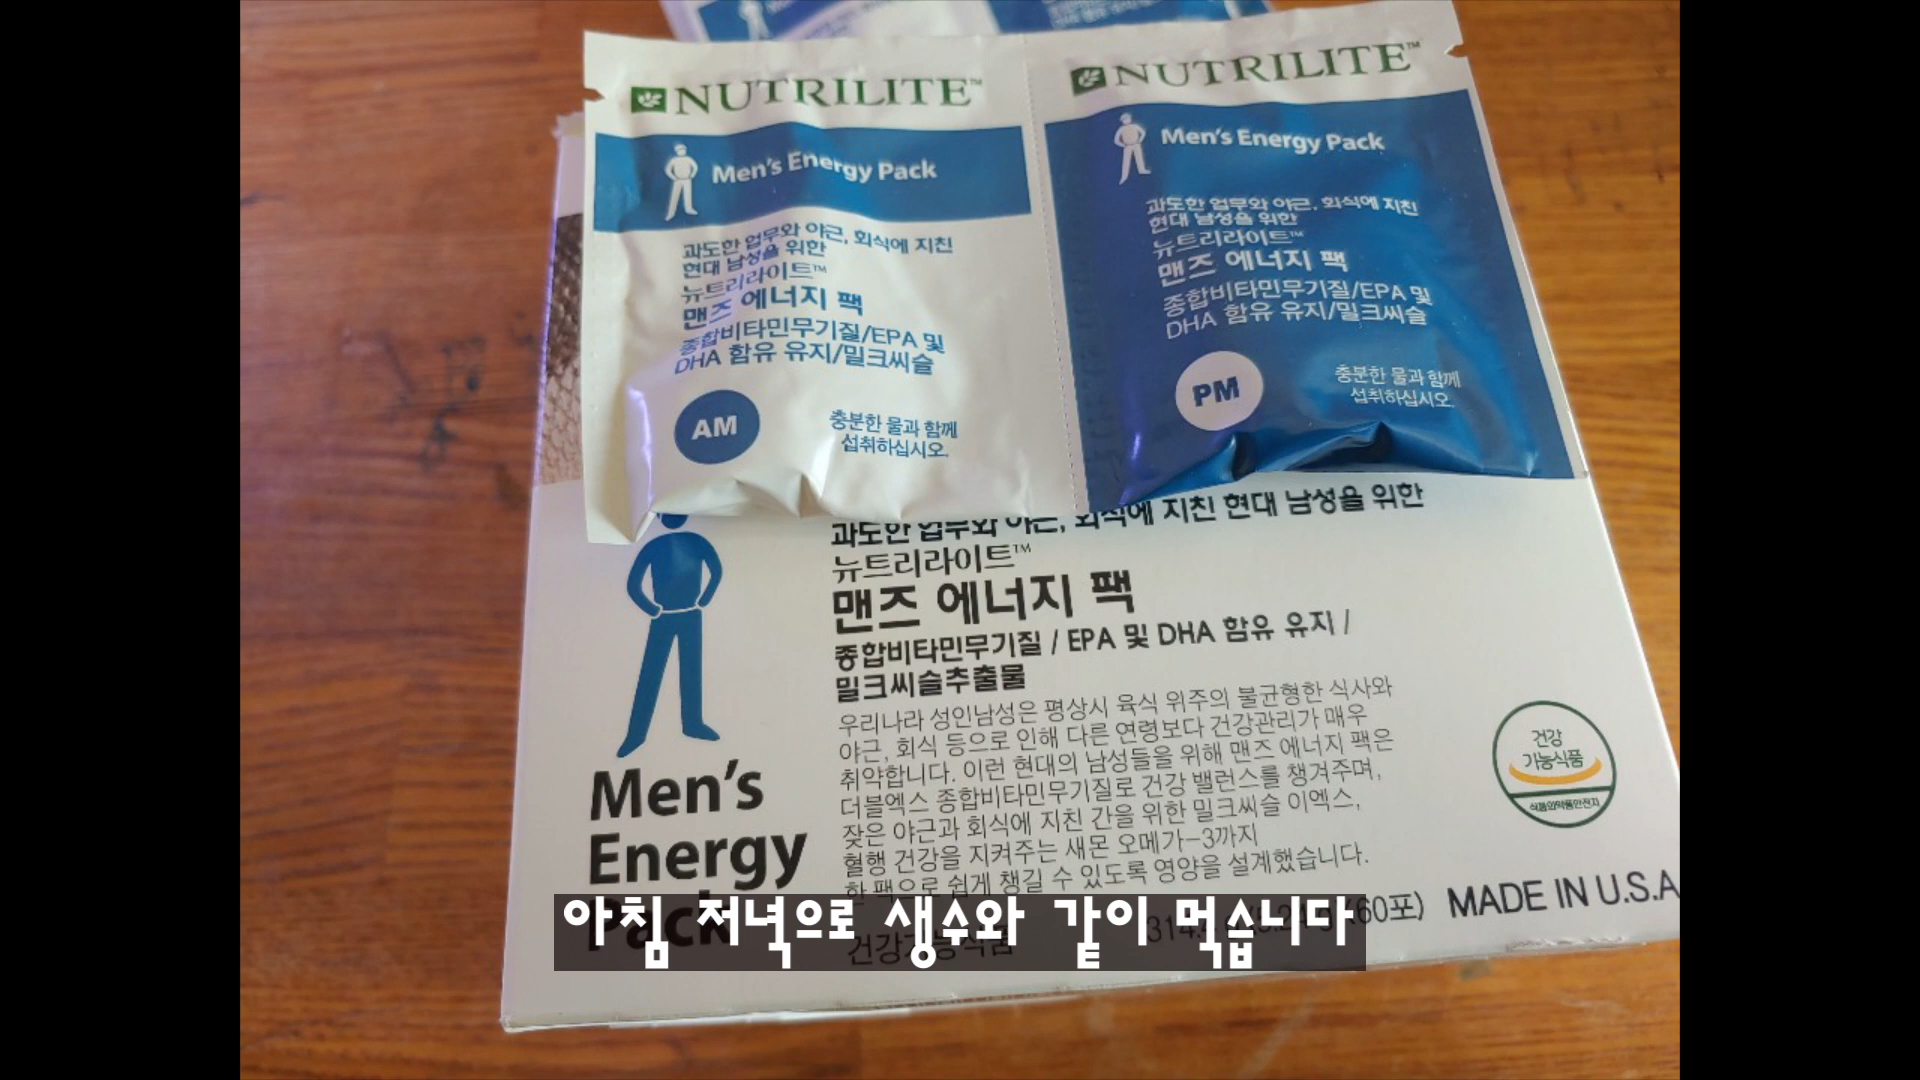 NUTRILITE™
Men's Energy Pack
과도한 업무와 야근, 회식에 지친
현대 남성을 위한
뉴트리라이트™
맨즈 에너지 팩
종합비타민무기질/EPA 및
DHA 함유 유지/밀크씨슬
AM
충분한 물과 함께
섭취하십시오.
NUTRILITE™
Men's Energy Pack
과도한 업무와 야근, 회식에 지친
현대 남성을 위한
뉴트리라이트™
맨즈 에너지 팩
종합비타민무기질/EPA 및
DHA 함유 유지/밀크씨슬
PM
충분한 물과 함께
섭취하십시오.
과도한 업무와 야근, 회식에 지친 현대 남성을 위한
뉴트리라이트™
맨즈 에너지 팩
종합비타민무기질 / EPA 및 DHA 함유 유지 /
밀크씨슬추출물
우리나라 성인남성은 평상시 육식 위주의 불균형한 식사와
야근, 회식 등으로 인해 다른 연령보다 건강관리가 매우
취약합니다. 이런 현대의 남성들을 위해 맨즈 에너지 팩은
더블엑스 종합비타민무기질로 건강 밸런스를 챙겨주며,
잦은 야근과 회식에 지친 간을 위한 밀크씨슬 이엑스,
혈행 건강을 지켜주는 새몬 오메가-3까지
한 팩으로 쉽게 챙길 수 있도록 영양을 설계했습니다.
Men's
Energy
Pack
건강
기능식품
식품의약품안전처
건강기능식품
(60포) MADE IN U.S.A
아침 저녁으로 생수와 같이 먹습니다